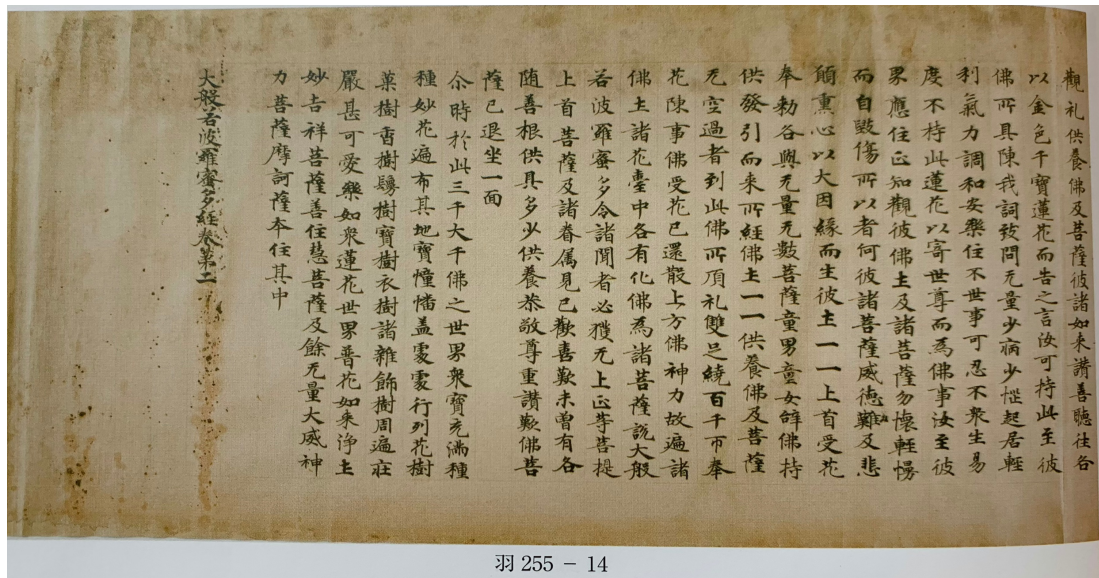 觀礼供養佛及菩薩彼諸如来讃善聽往各
以金色千寶蓮花而告之言汝可持此至彼
佛所具陳我詞致問无量少病少惱起居輕
利氣力調和安樂住不世事可忍不衆生易
度不持此蓮花以寄世尊而為佛事汝至彼
界應住正知觀彼佛土及諸菩薩勿懷輕慢
而自毀傷所以者何彼諸菩薩威徳難及悲
願熏心以大因緣而生彼土一一上首受花
奉勑各與无量无數菩薩童男童女辝佛持
供發引而来所經佛土一一供養佛及菩薩
无空過者到此佛所頂礼雙足繞百千帀奉
花陳事佛受花已還散上方佛神力故遍諸
佛土諸花臺中各有化佛為諸菩薩說大般
若波羅蜜多令諸聞者必獲无上正等菩提
上首菩薩及諸眷属見已歡喜歎未曾有各
随善根供具多少供養恭敬尊重讃歎佛菩
薩已退坐一面
尒時於此三千大千佛之世界衆寶充滿種
種妙花遍布其地寶幢幡盖處處行列花樹
菓樹香樹鬘樹寶樹衣樹諸雜飾樹周遍莊
嚴甚可愛樂如衆蓮花世界普花如来淨土
妙吉祥菩薩善住慧菩薩及餘无量大威神
力菩薩摩訶薩本住其中
大般若波羅蜜多經卷第二
羽 255 － 14